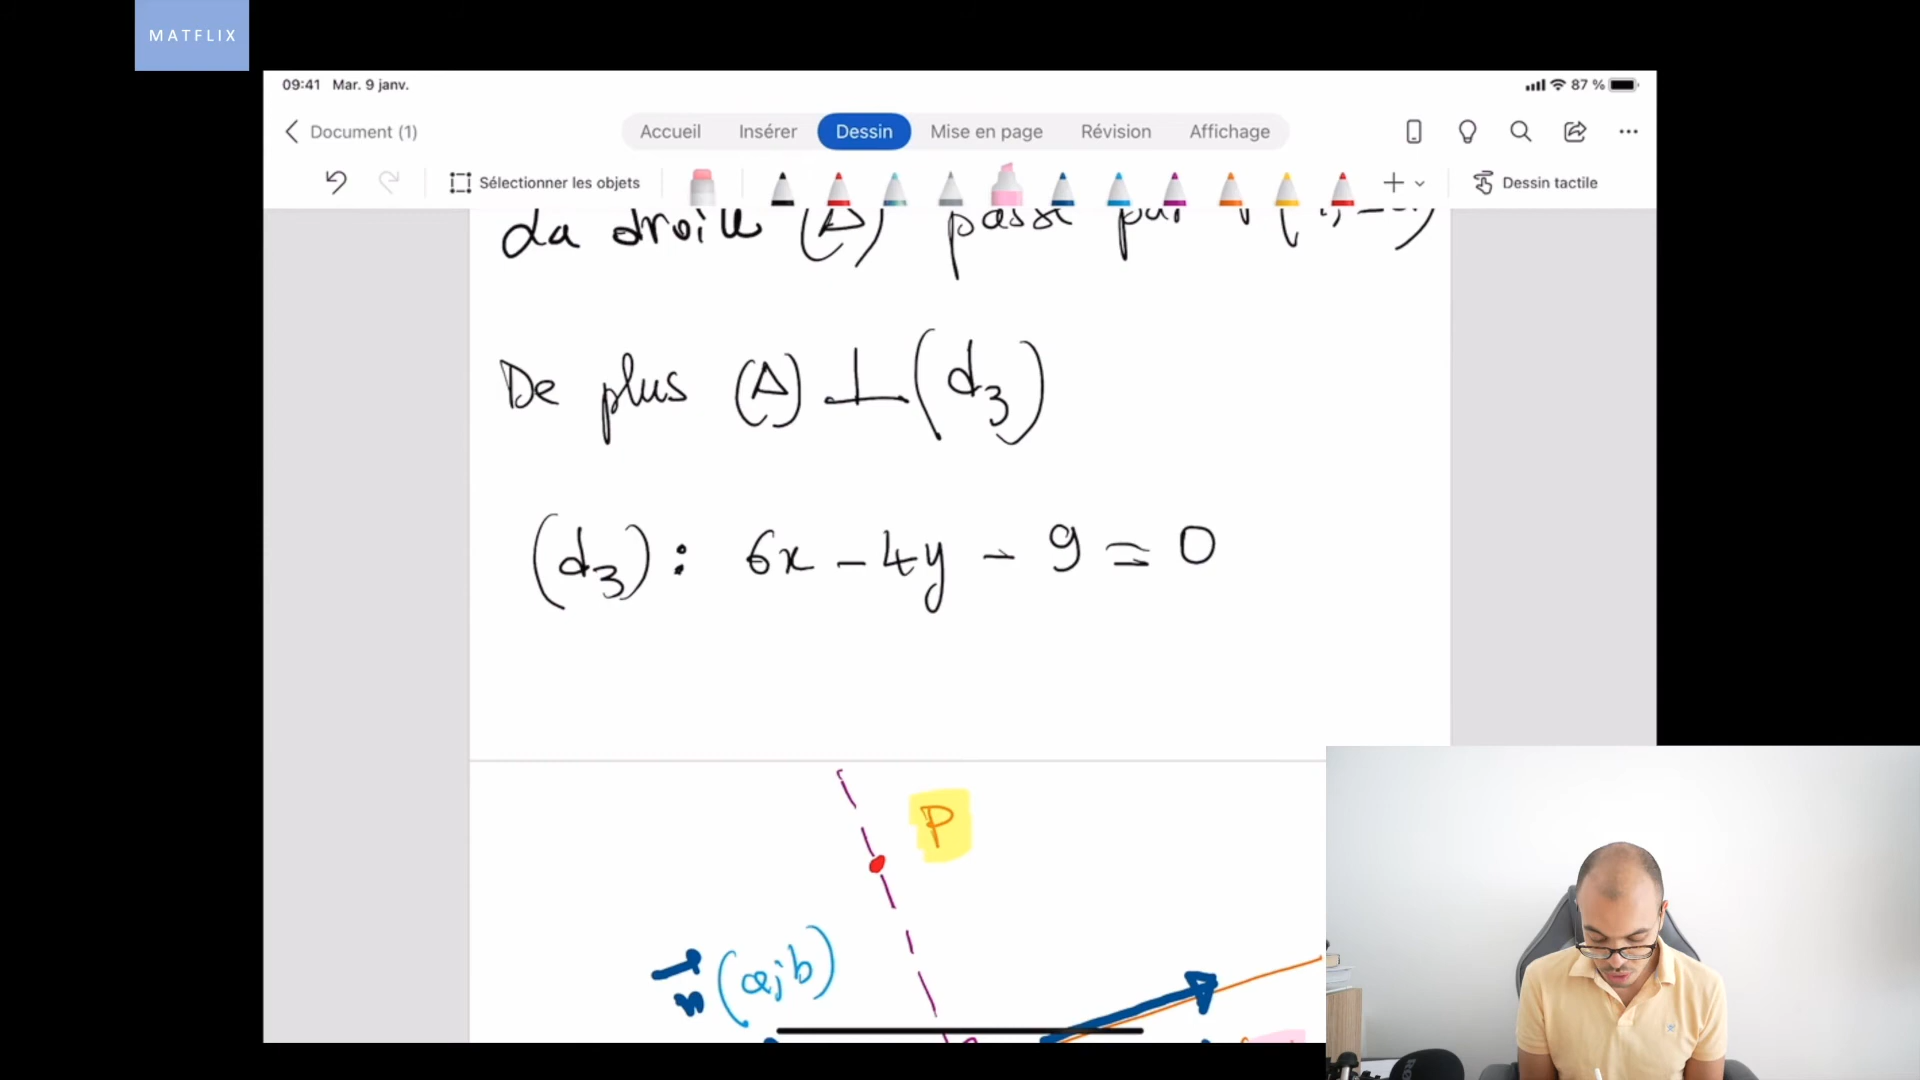 MATFLIX
09:41 Mar. 9 janv.
87 %
Document (1)
Accueil Insérer Dessin Mise en page Révision Affichage
Sélectionner les objets
Dessin tactile
La droite (Δ) passe par
De plus (Δ) ⊥ (d₃)
(d₃) : 6x - 4y - 9 = 0
P
n (a;b)